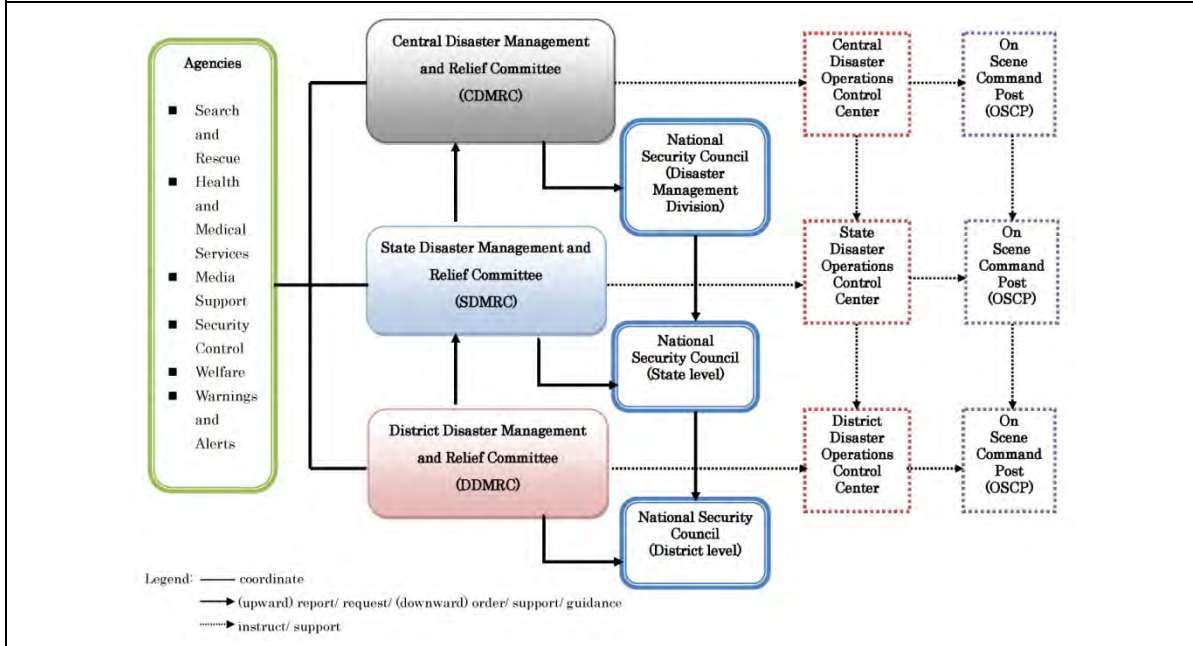 Agencies
■ Search
and
Rescue
■ Health
and
Medical
Services
■ Media
Support
■ Security
Control
■ Welfare
■ Warnings
and
Alerts
Central Disaster Management
and Relief Committee
(CDMRC)
National
Security Council
(Disaster
Management
Division)
Central
Disaster
Operations
Control
Center
On
Scene
Command
Post
(OSCP)
State Disaster Management and
Relief Committee
(SDMRC)
National
Security Council
(State level)
State
Disaster
Operations
Control
Center
On
Scene
Command
Post
(OSCP)
District Disaster Management
and Relief Committee
(DDMRC)
National Security
Council
(District level)
District
Disaster
Operations
Control
Center
On
Scene
Command
Post
(OSCP)
Legend: coordinate
(upward) report/ request/ (downward) order/ support/ guidance
instruct/ support